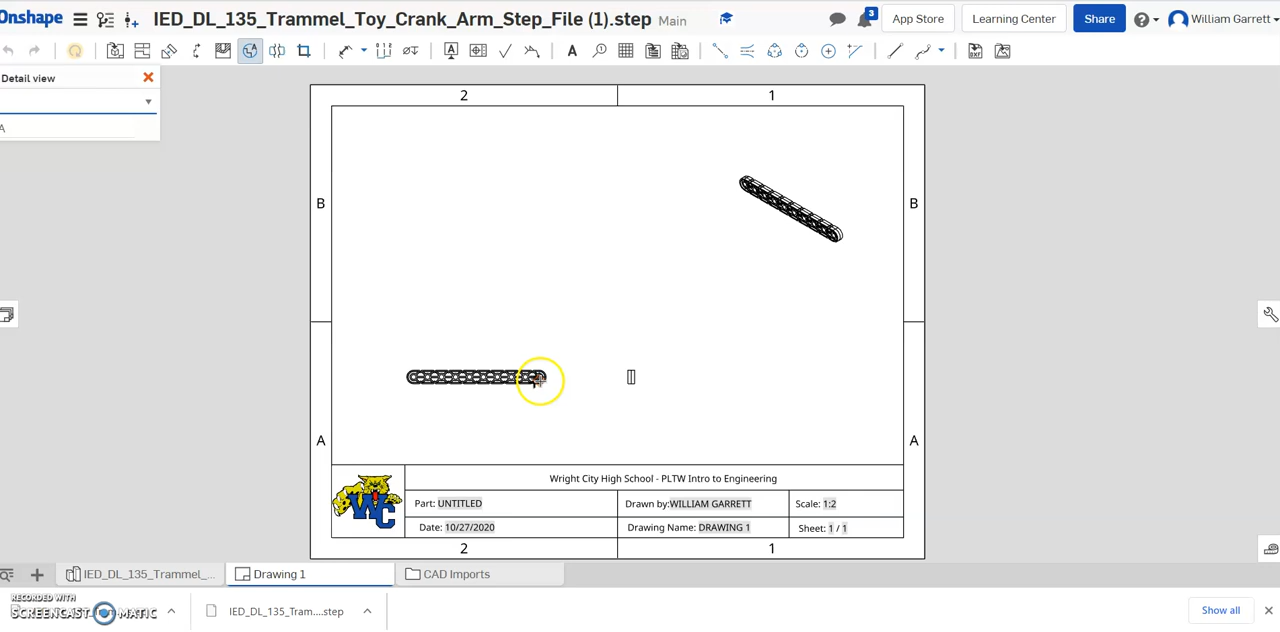 Onshape
IED_DL_135_Trammel_Toy_Crank_Arm_Step_File (1).step Main
3
App Store
Learning Center
Share
William Garrett
Detail view
A
2 1
B B
A A
Wright City High School - PLTW Intro to Engineering
Part: UNTITLED
Drawn by:WILLIAM GARRETT
Scale: 1:2
Date: 10/27/2020
Drawing Name: DRAWING 1
Sheet: 1 / 1
WC
2 1
IED_DL_135_Trammel_...
Drawing 1
CAD Imports
RECORDED WITH
SCREENCAST-O-MATIC
IED_DL_135_Tram....step
Show all